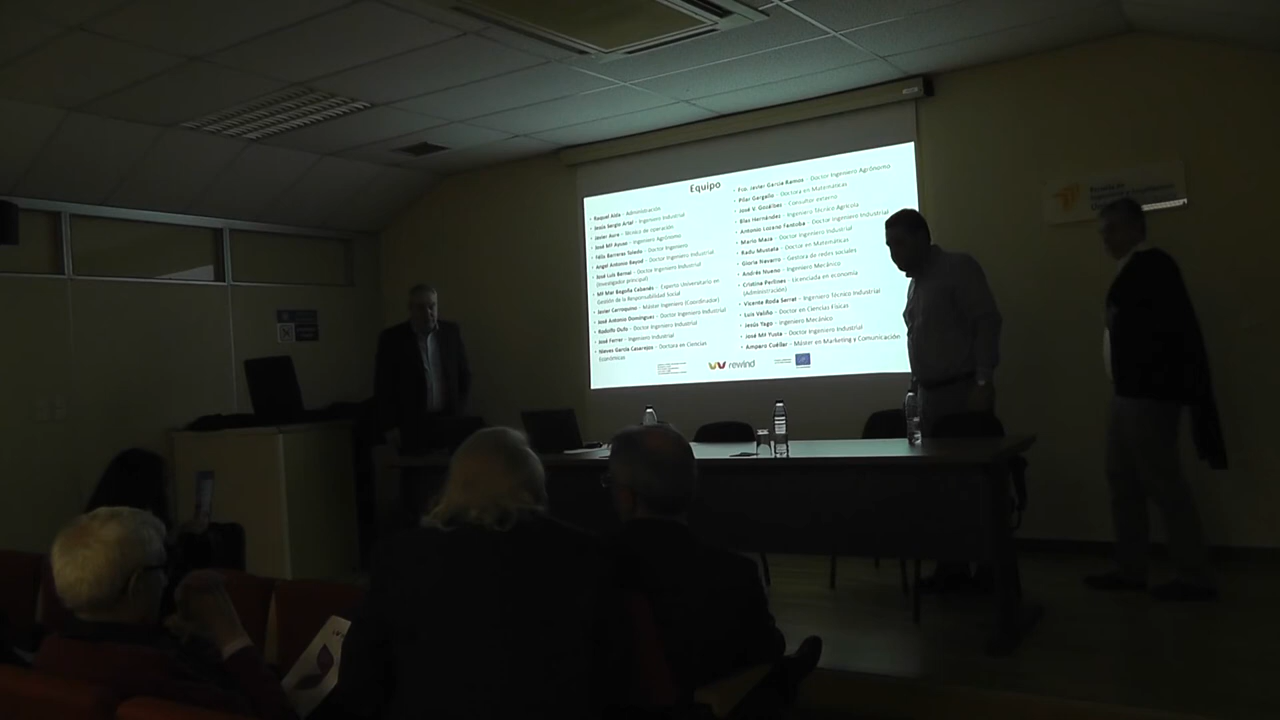 Equipo
Raquel Alda – Administración
Jesús Sergio Artal – Ingeniero Industrial
Javier Aure – Técnico de operación
José Mª Ayuso – Ingeniero Agrónomo
Félix Barreras Toledo – Doctor Ingeniero
Angel Antonio Bayod – Doctor Ingeniero Industrial
José Luis Bernal – Doctor Ingeniero Industrial
(Investigador principal)
Mª Mar Begoña Cabanés – Experto Universitario en
Gestión de la Responsabilidad Social
Javier Carroquino – Máster Ingeniero (Coordinador)
José Antonio Domínguez – Doctor Ingeniero Industrial
Rodolfo Dufo – Doctor Ingeniero Industrial
José Ferrer – Ingeniero Industrial
Nieves García Casarejos – Doctora en Ciencias
Económicas
Fco. Javier García Ramos – Doctor Ingeniero Agrónomo
Pilar Gargallo – Doctora en Matemáticas
José V. Gosálbez – Consultor externo
Blas Hernández – Ingeniero Técnico Agrícola
Antonio Lozano Fantoba – Doctor Ingeniero Industrial
Mario Maza – Doctor Ingeniero Industrial
Radu Mustata – Doctor en Matemáticas
Gloria Navarro – Gestora de redes sociales
Andrés Nueno – Ingeniero Mecánico
Cristina Perlines – Licenciada en economía
(Administración)
Vicente Roda Serrat – Ingeniero Técnico Industrial
Luis Valiño – Doctor en Ciencias Físicas
Jesús Yago – Ingeniero Mecánico
José Mª Yusta – Doctor Ingeniero Industrial
Amparo Cuéllar – Máster en Marketing y Comunicación
rewind